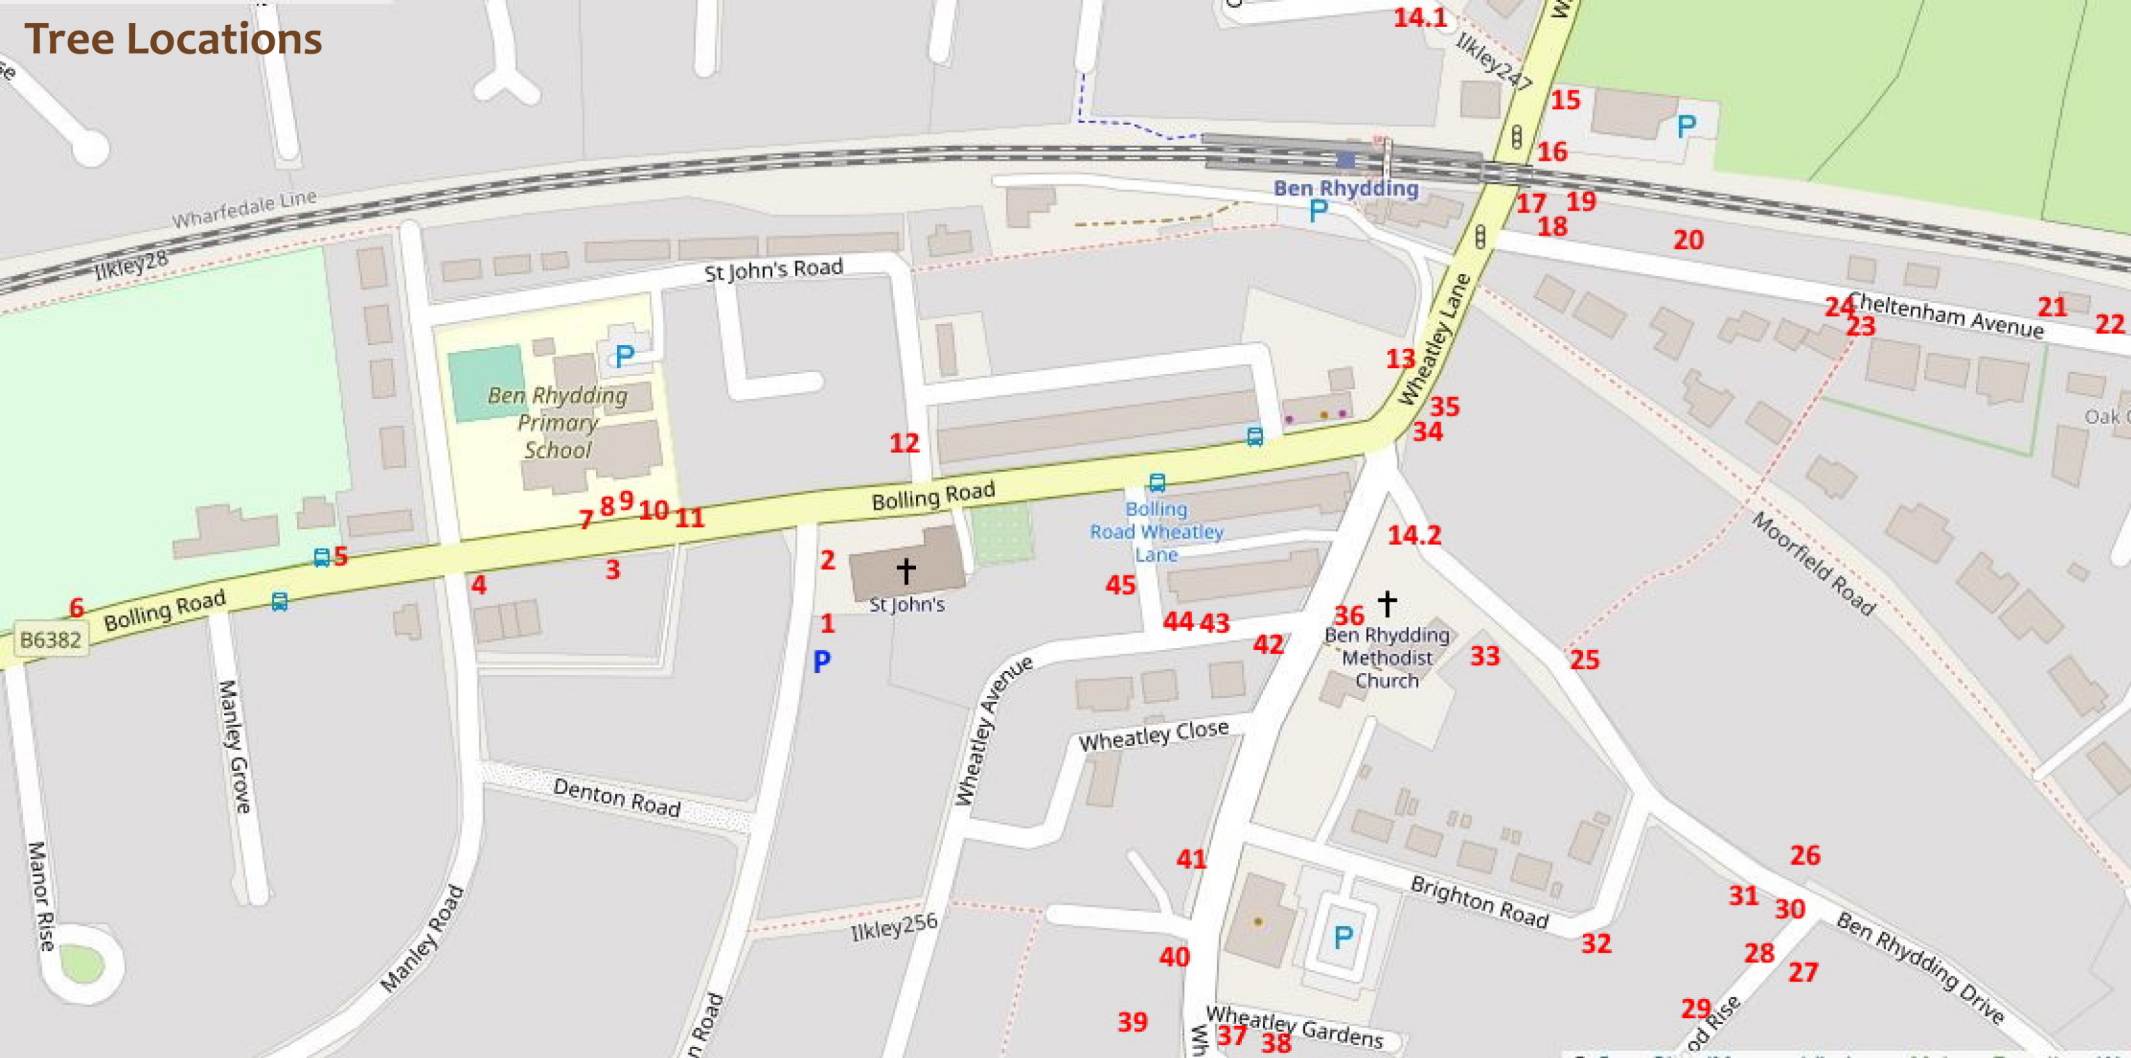 Tree Locations
14.1
Ilkley247
15
P
16
Wharfedale Line
Ilkley28
Ben Rhydding
P
17
19
18
20
St John's Road
Wheatley Lane
24
Cheltenham Avenue
21
22
23
P
13
Ben Rhydding
Primary
School
35
34
12
Oak
Bolling Road
7
8
9
10
11
Bolling
Road Wheatley
Lane
14.2
Moorfield Road
5
3
2
4
45
St John's
6
Bolling Road
B6382
1
P
44
43
42
36
Ben Rhydding
Methodist
Church
33
25
Manley Grove
Wheatley Avenue
Wheatley Close
Denton Road
Manor Rise
Manley Road
41
Brighton Road
26
31
30
Ilkley256
P
32
28
27
Ben Rhydding Drive
40
29
od Rise
39
n Road
Wheatley Gardens
Wh
37
38